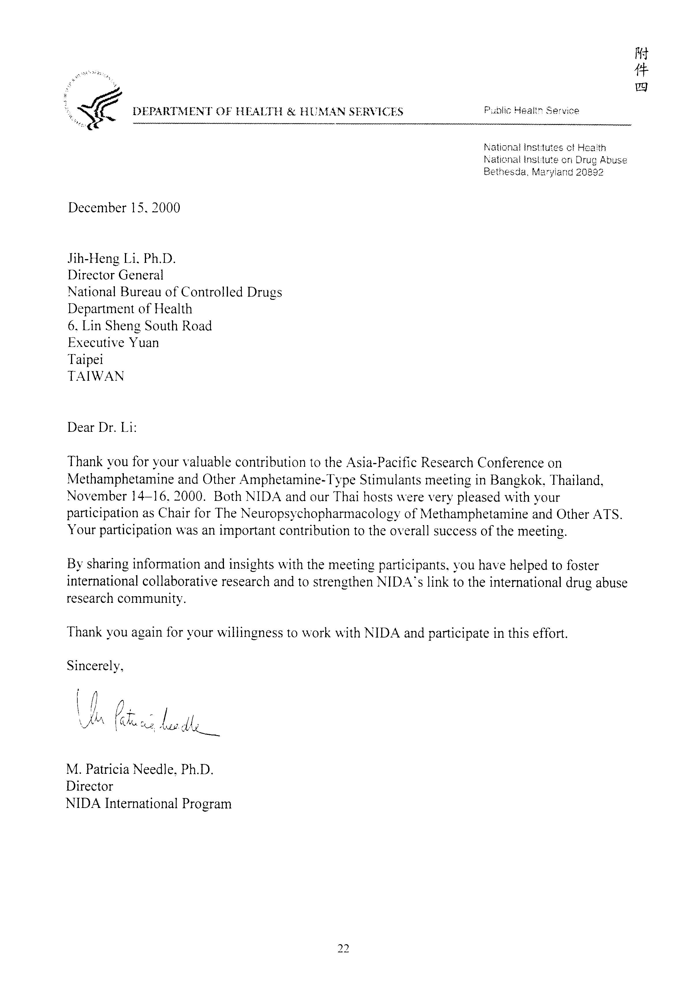 附件四
DEPARTMENT OF HEALTH & HUMAN SERVICES
Public Health Service
National Institutes of Health
National Institute on Drug Abuse
Bethesda, Maryland 20892
December 15, 2000
Jih-Heng Li, Ph.D.
Director General
National Bureau of Controlled Drugs
Department of Health
6, Lin Sheng South Road
Executive Yuan
Taipei
TAIWAN
Dear Dr. Li:
Thank you for your valuable contribution to the Asia-Pacific Research Conference on
Methamphetamine and Other Amphetamine-Type Stimulants meeting in Bangkok, Thailand,
November 14–16, 2000.  Both NIDA and our Thai hosts were very pleased with your
participation as Chair for The Neuropsychopharmacology of Methamphetamine and Other ATS.
Your participation was an important contribution to the overall success of the meeting.
By sharing information and insights with the meeting participants, you have helped to foster
international collaborative research and to strengthen NIDA's link to the international drug abuse
research community.
Thank you again for your willingness to work with NIDA and participate in this effort.
Sincerely,
Patricia Needle
M. Patricia Needle, Ph.D.
Director
NIDA International Program
22